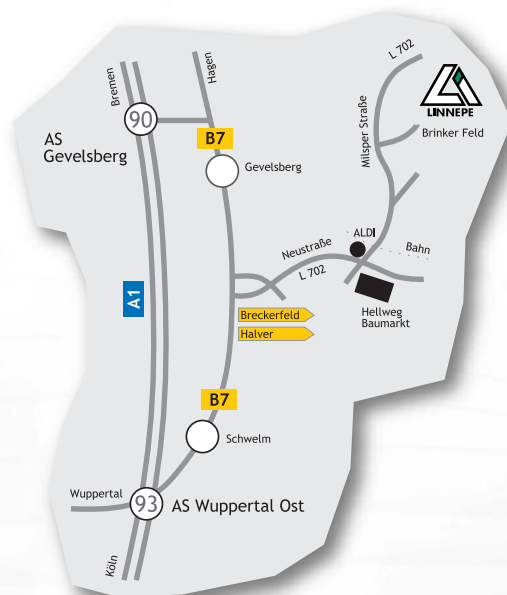 L 702
Hagen
Bremen
LINNEPE
Milsper Straße
90
Brinker Feld
B7
AS
Gevelsberg
Gevelsberg
ALDI
Neustraße
Bahn
L 702
A1
Breckerfeld
Hellweg
Baumarkt
Halver
B7
Schwelm
Wuppertal
93
AS Wuppertal Ost
Köln